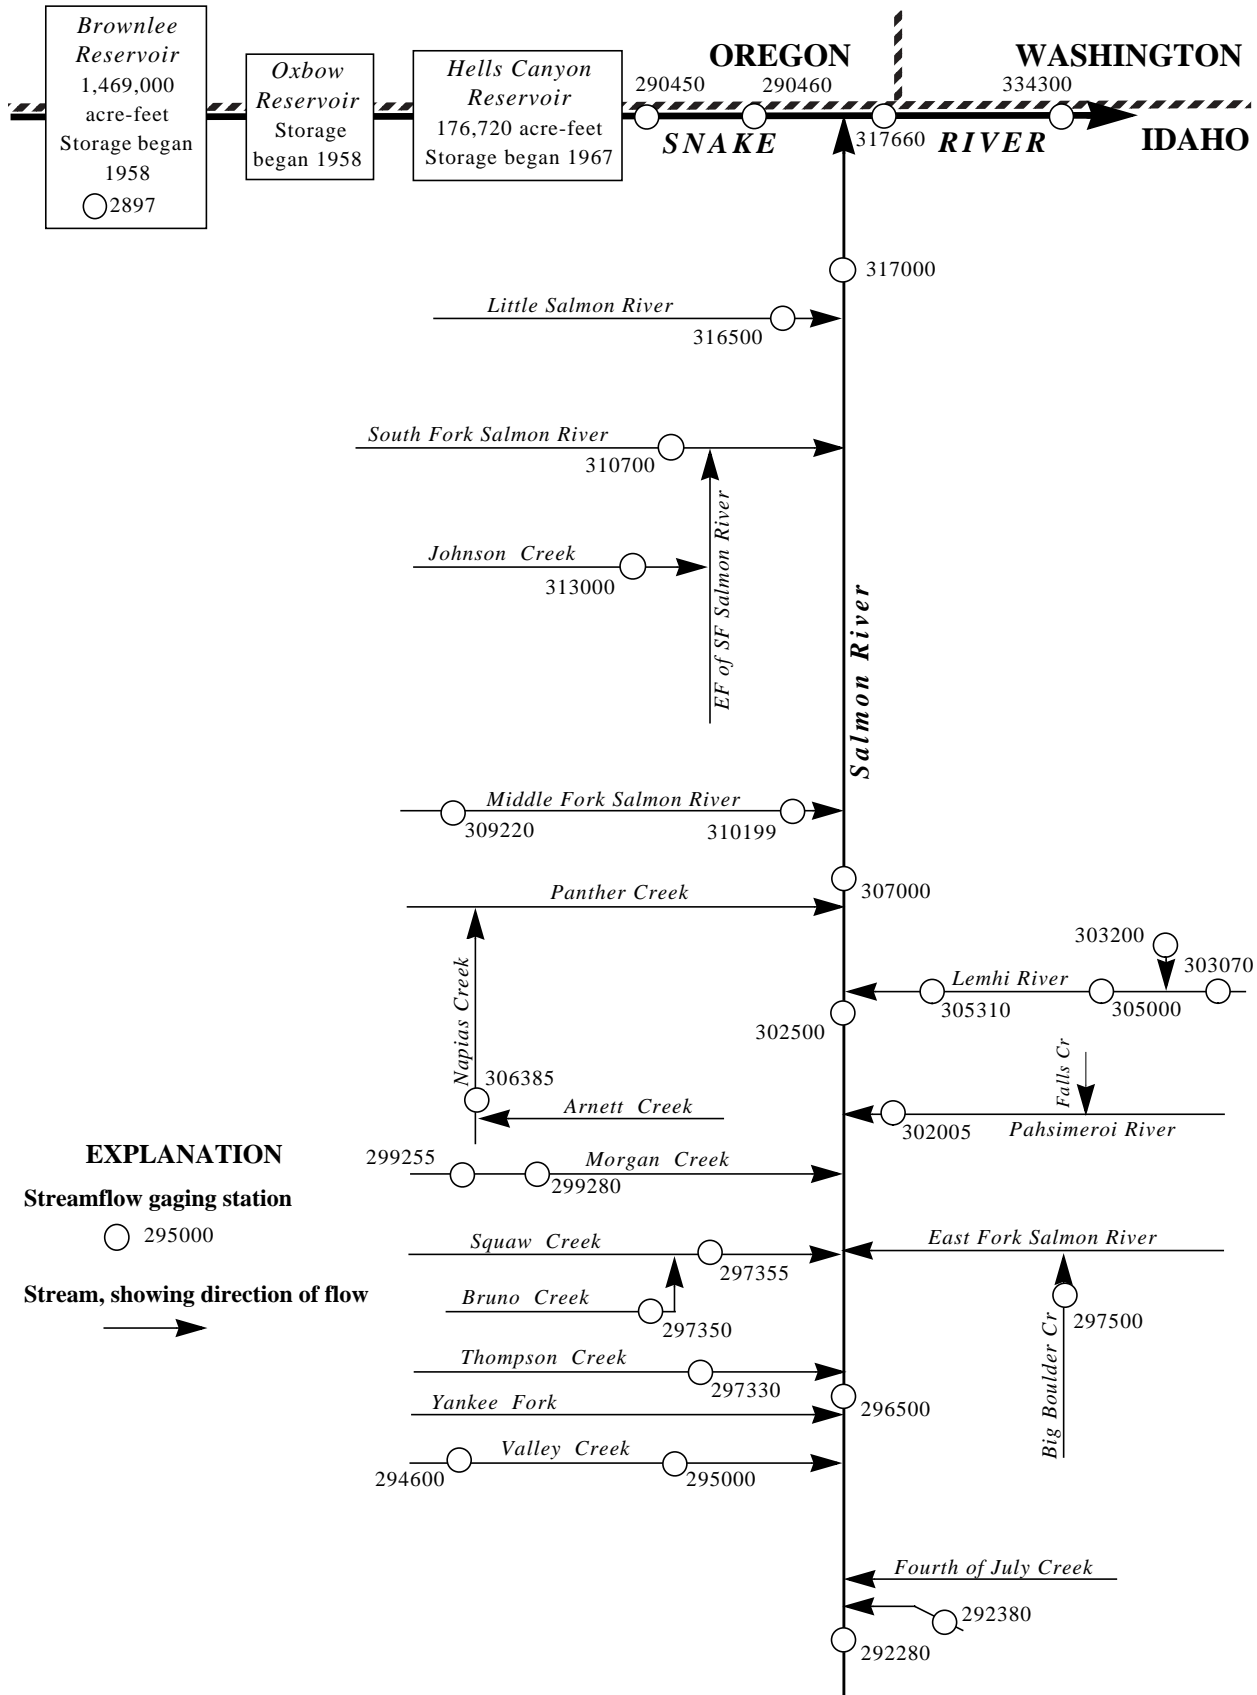 Brownlee
Reservoir
1,469,000
acre-feet
Storage began
1958
2897
Oxbow
Reservoir
Storage
began 1958
Hells Canyon
Reservoir
176,720 acre-feet
Storage began 1967
OREGON
WASHINGTON
290450
290460
334300
SNAKE
317660
RIVER
IDAHO
317000
Little Salmon River
316500
South Fork Salmon River
310700
EF of SF Salmon River
Johnson Creek
313000
Salmon River
Middle Fork Salmon River
309220
310199
307000
Panther Creek
303200
303070
Lemhi River
305310
305000
302500
Napias Creek
306385
Arnett Creek
Falls Cr
302005
Pahsimeroi River
EXPLANATION
Streamflow gaging station
295000
Stream, showing direction of flow
299255
Morgan Creek
299280
Squaw Creek
297355
East Fork Salmon River
Bruno Creek
297350
297500
Big Boulder Cr
Thompson Creek
297330
Yankee Fork
296500
Valley Creek
294600
295000
Fourth of July Creek
292380
292280